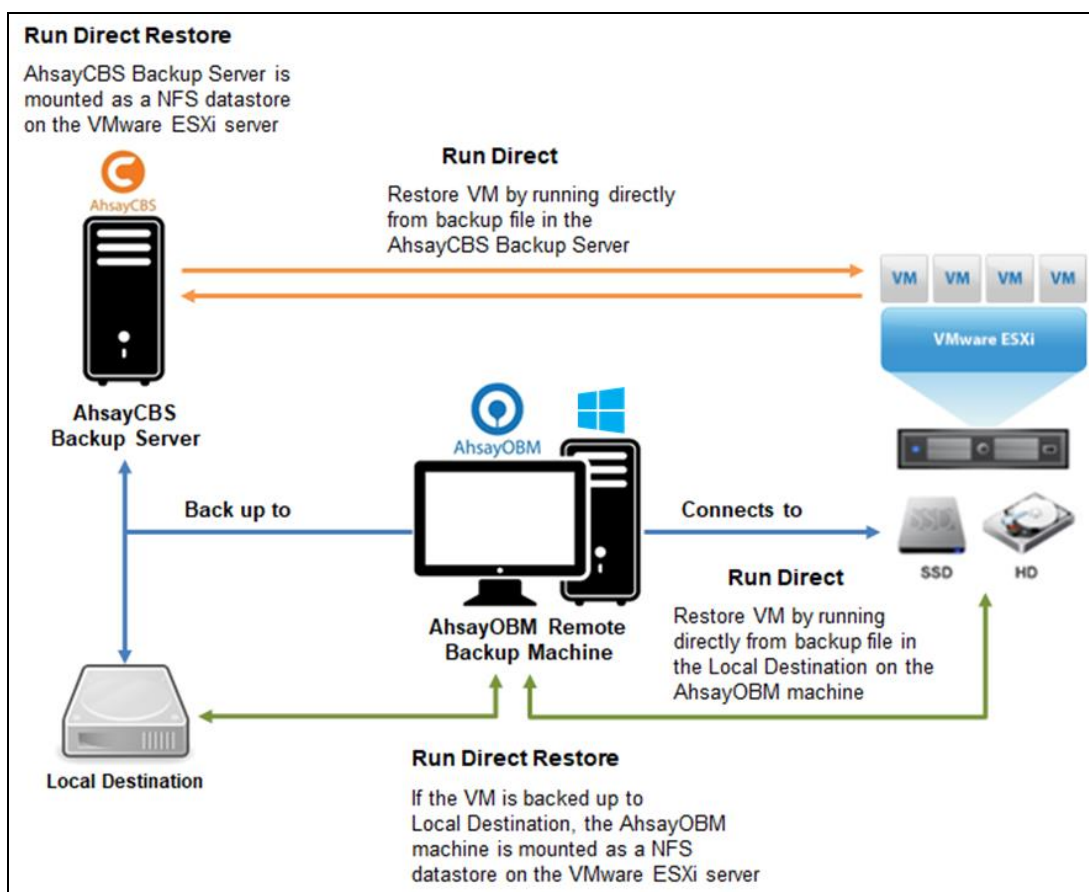 Run Direct Restore
AhsayCBS Backup Server is
mounted as a NFS datastore
on the VMware ESXi server
AhsayCBS
Run Direct
Restore VM by running directly
from backup file in the
AhsayCBS Backup Server
VM VM VM VM
VMware ESXi
AhsayCBS
Backup Server
AhsayOBM
Back up to
Connects to
SSD
SSD
HD
Run Direct
Restore VM by running
directly from backup file in
the Local Destination on the
AhsayOBM machine
AhsayOBM Remote
Backup Machine
Local Destination
Run Direct Restore
If the VM is backed up to
Local Destination, the AhsayOBM
machine is mounted as a NFS
datastore on the VMware ESXi server